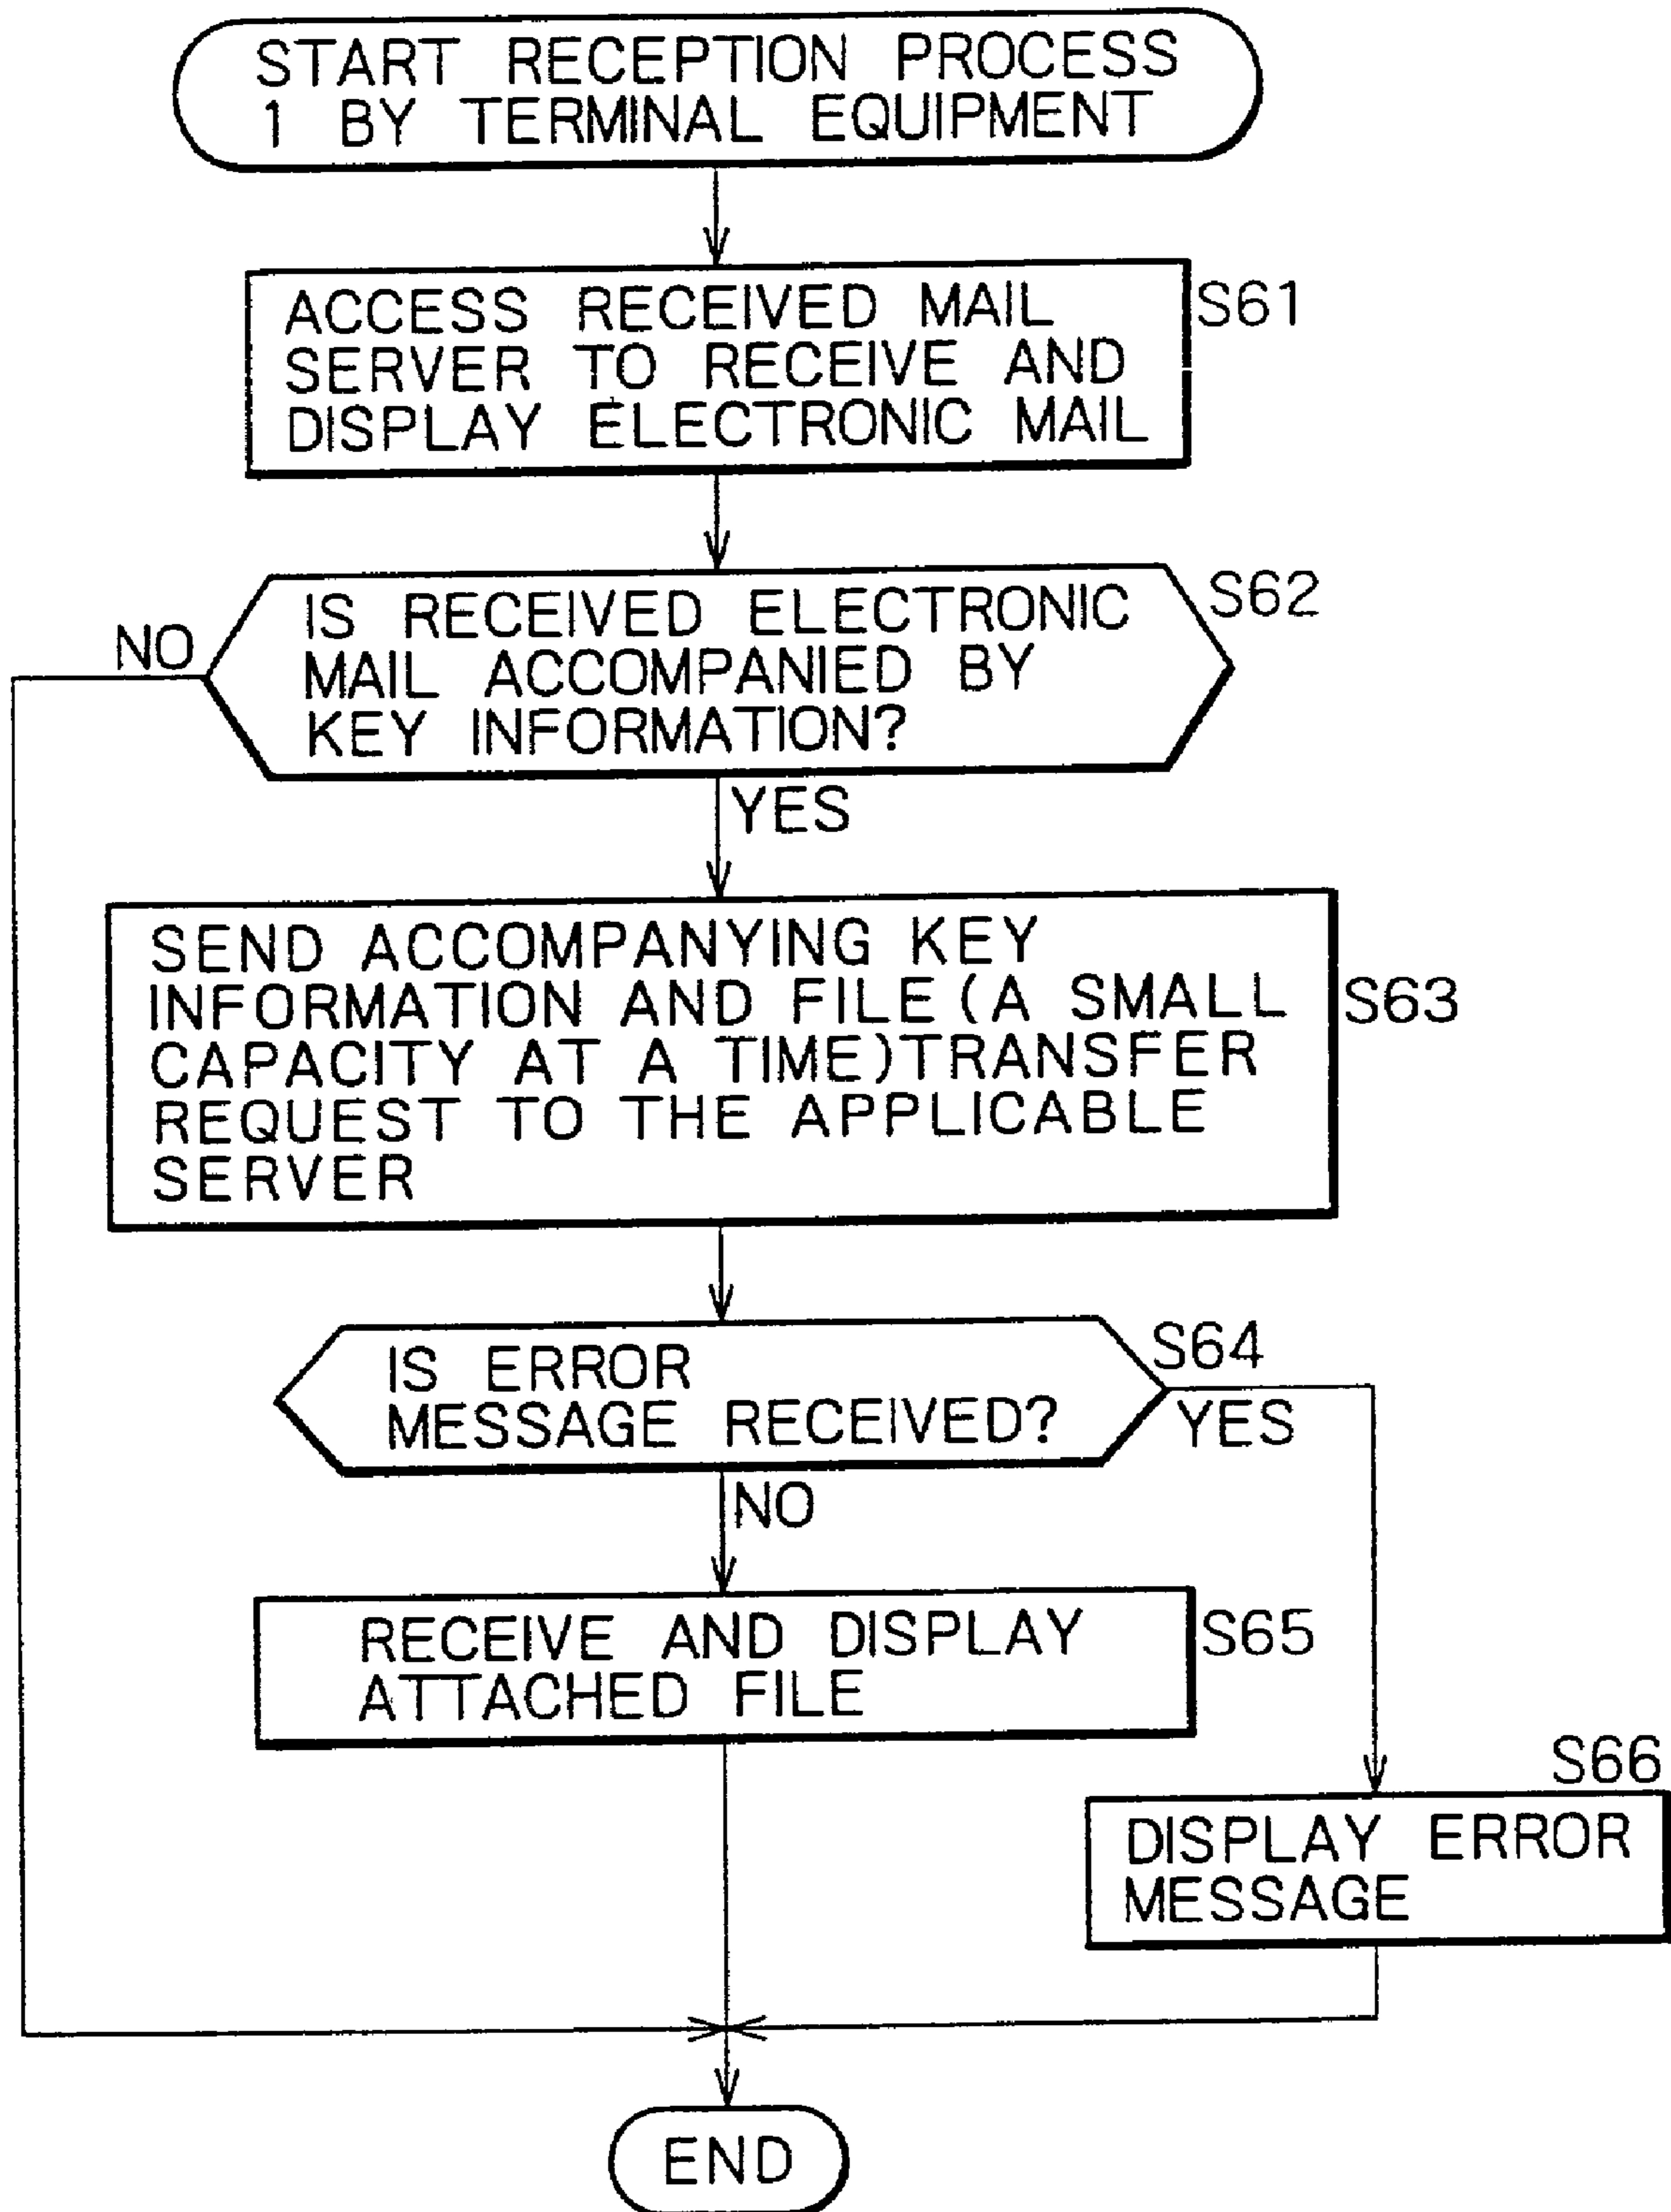 START RECEPTION PROCESS
1 BY TERMINAL EQUIPMENT
ACCESS RECEIVED MAIL
SERVER TO RECEIVE AND
DISPLAY ELECTRONIC MAIL
S61
IS RECEIVED ELECTRONIC
MAIL ACCOMPANIED BY
KEY INFORMATION?
S62
NO
YES
SEND ACCOMPANYING KEY
INFORMATION AND FILE (A SMALL
CAPACITY AT A TIME)TRANSFER
REQUEST TO THE APPLICABLE
SERVER
S63
IS ERROR
MESSAGE RECEIVED?
S64
YES
NO
RECEIVE AND DISPLAY
ATTACHED FILE
S65
S66
DISPLAY ERROR
MESSAGE
END